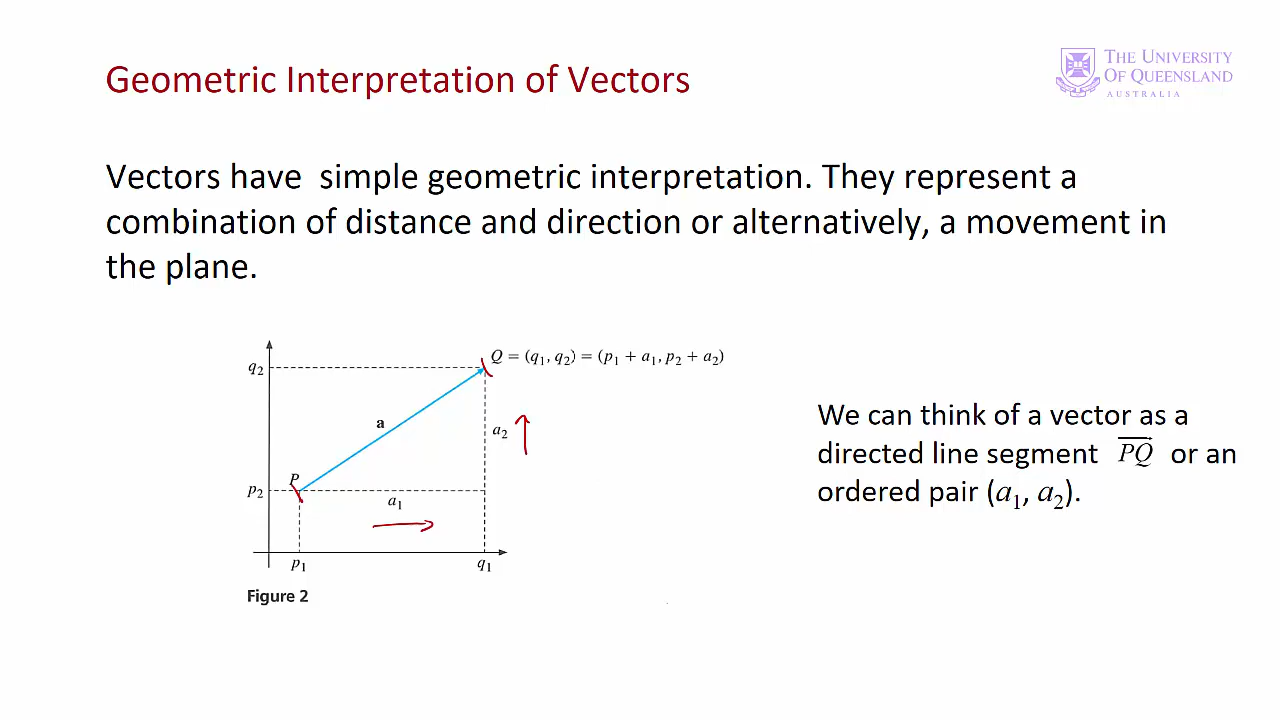 Geometric Interpretation of Vectors
THE UNIVERSITY
OF QUEENSLAND
AUSTRALIA
Vectors have simple geometric interpretation. They represent a
combination of distance and direction or alternatively, a movement in
the plane.
q₂
Q = (q₁, q₂) = (p₁ + a₁, p₂ + a₂)
a
a₂
P
p₂
a₁
p₁
q₁
Figure 2
We can think of a vector as a
directed line segment \overrightarrow{PQ} or an
ordered pair (a₁, a₂).